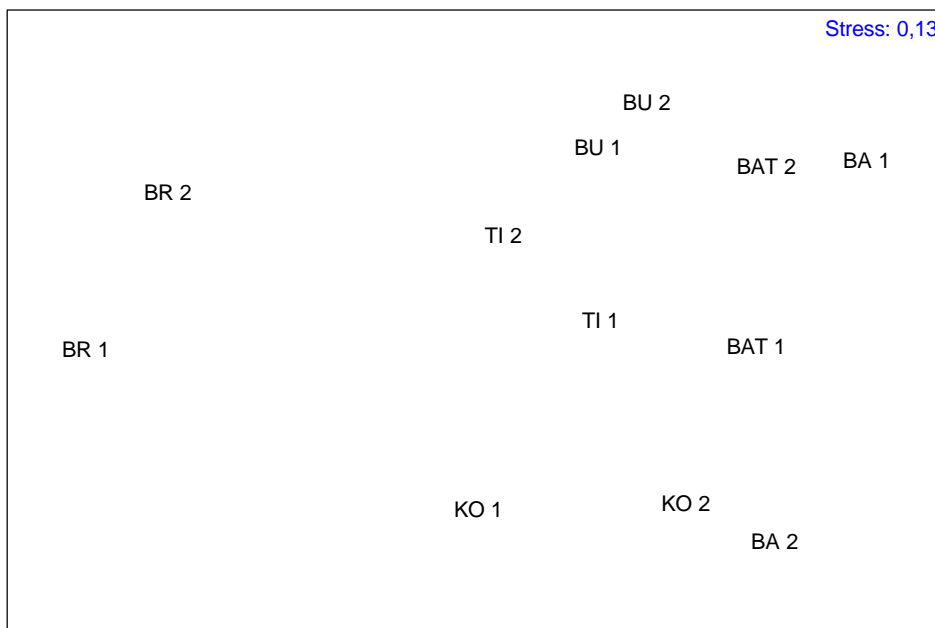 Stress: 0,13
BU 2
BU 1
BAT 2
BA 1
BR 2
TI 2
TI 1
BR 1
BAT 1
KO 1
KO 2
BA 2